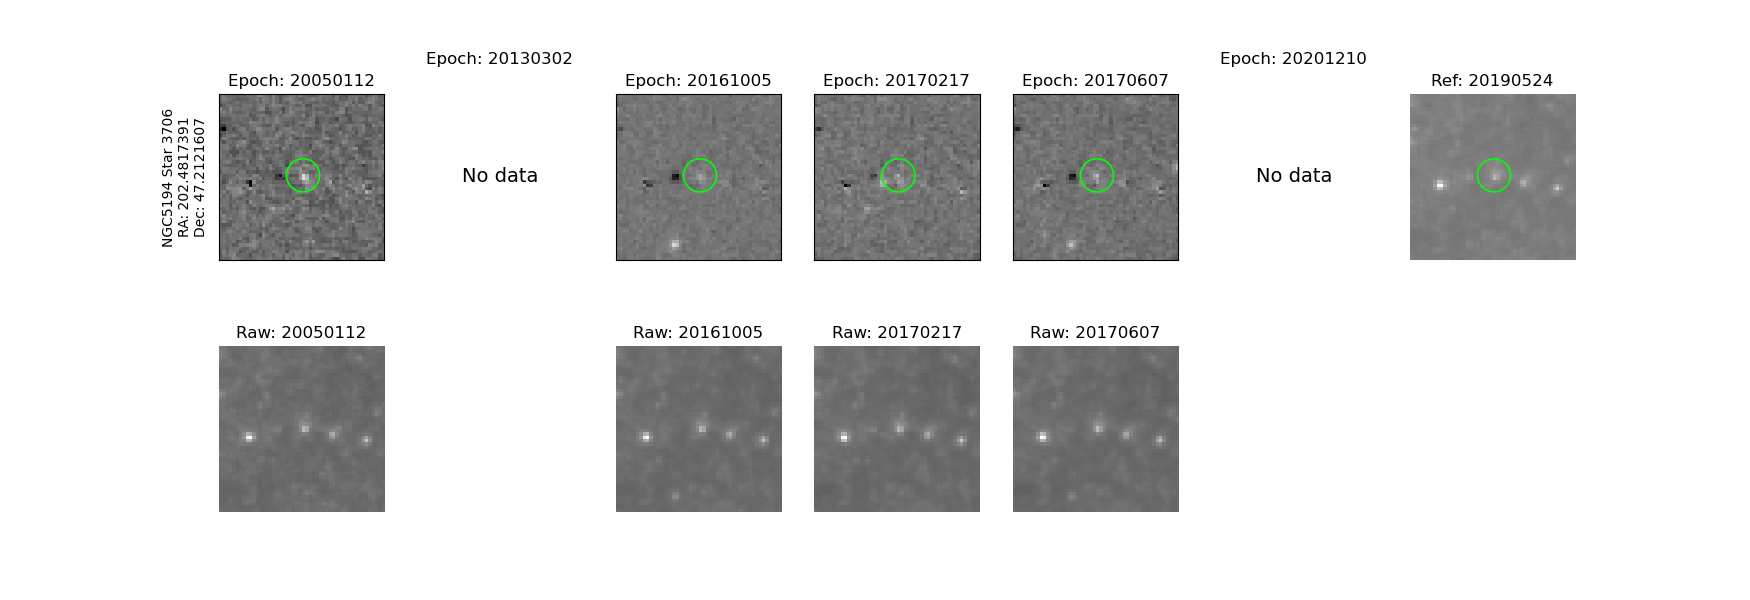 NGC5194 Star 3706
RA: 202.4817391
Dec: 47.2121607
Epoch: 20050112
Epoch: 20130302
No data
Epoch: 20161005
Epoch: 20170217
Epoch: 20170607
Epoch: 20201210
No data
Ref: 20190524
Raw: 20050112
Raw: 20161005
Raw: 20170217
Raw: 20170607